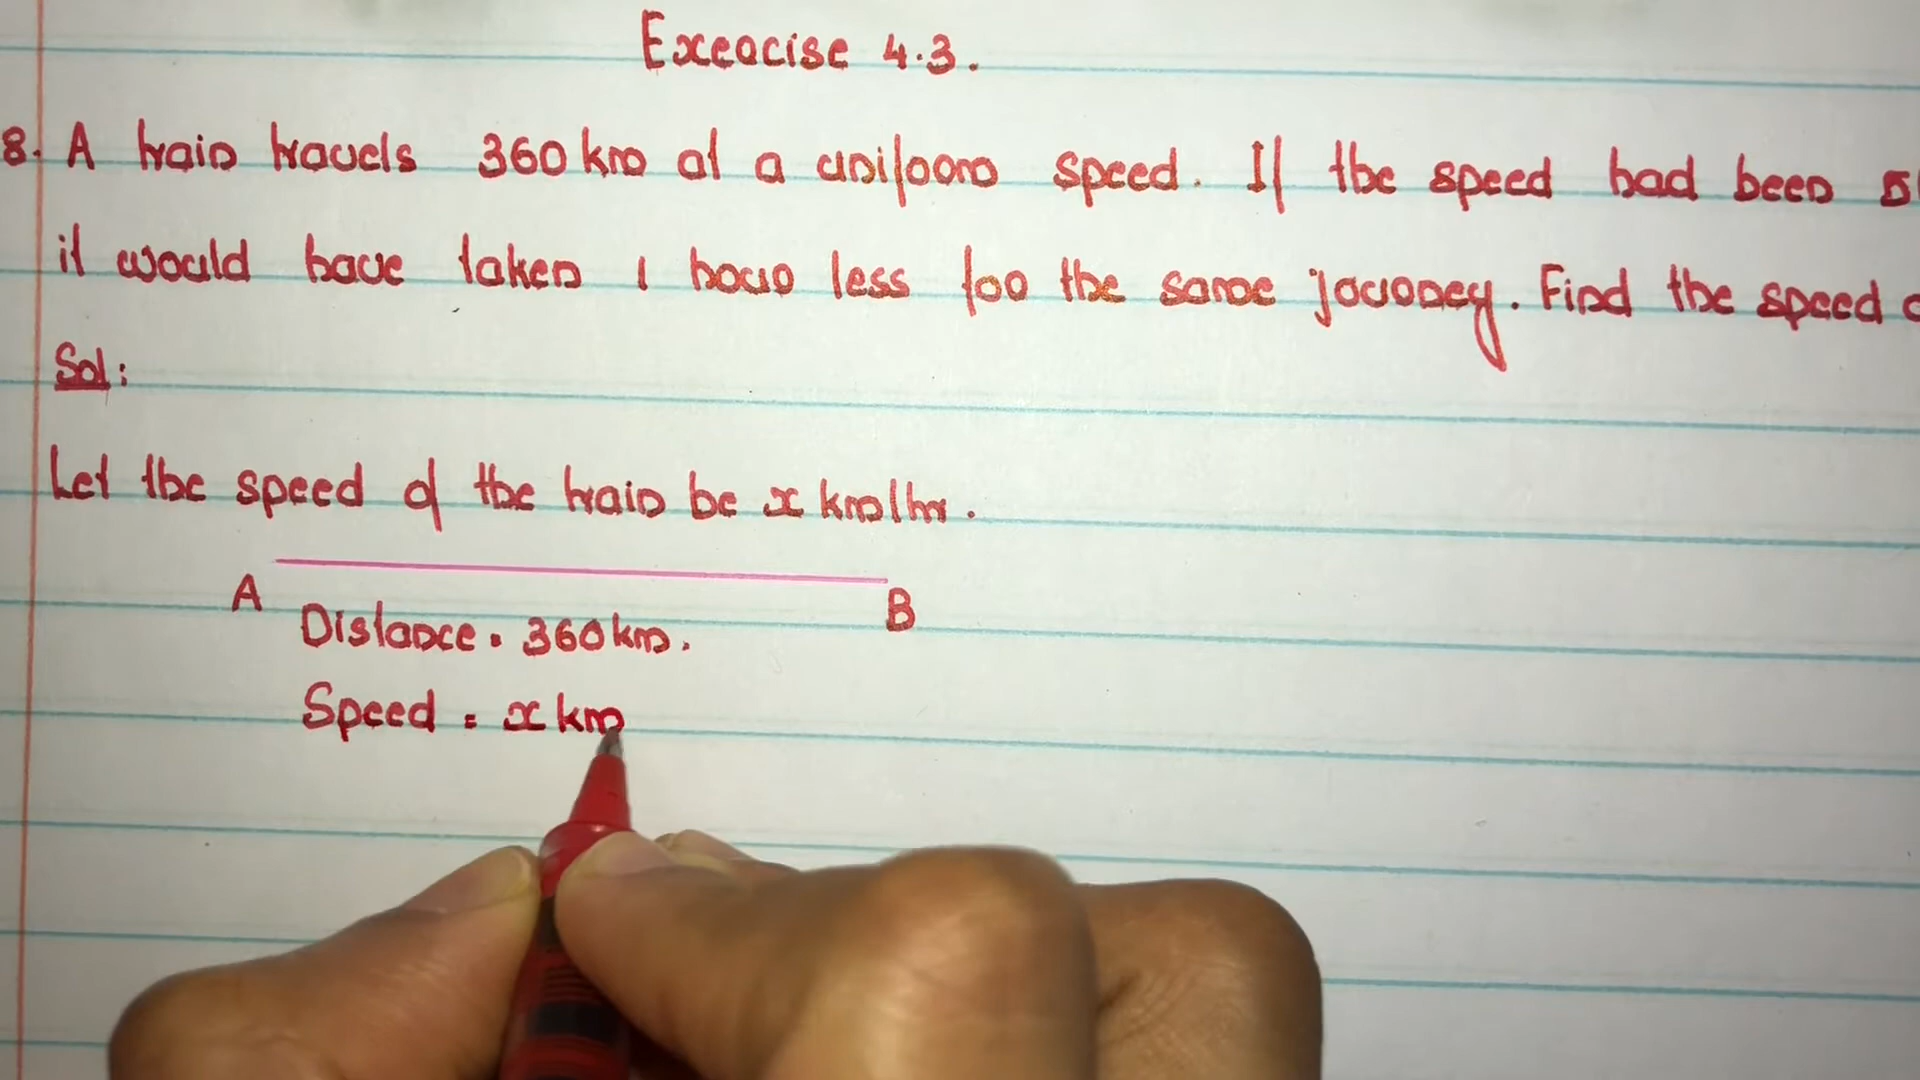 Exercise 4.3.
8. A train travels 360 km at a uniform speed. If the speed had been 5
it would have taken 1 hour less for the same journey. Find the speed
Sol:
Let the speed of the train be x km/hr.
A B
Distance = 360 km.
Speed = x km